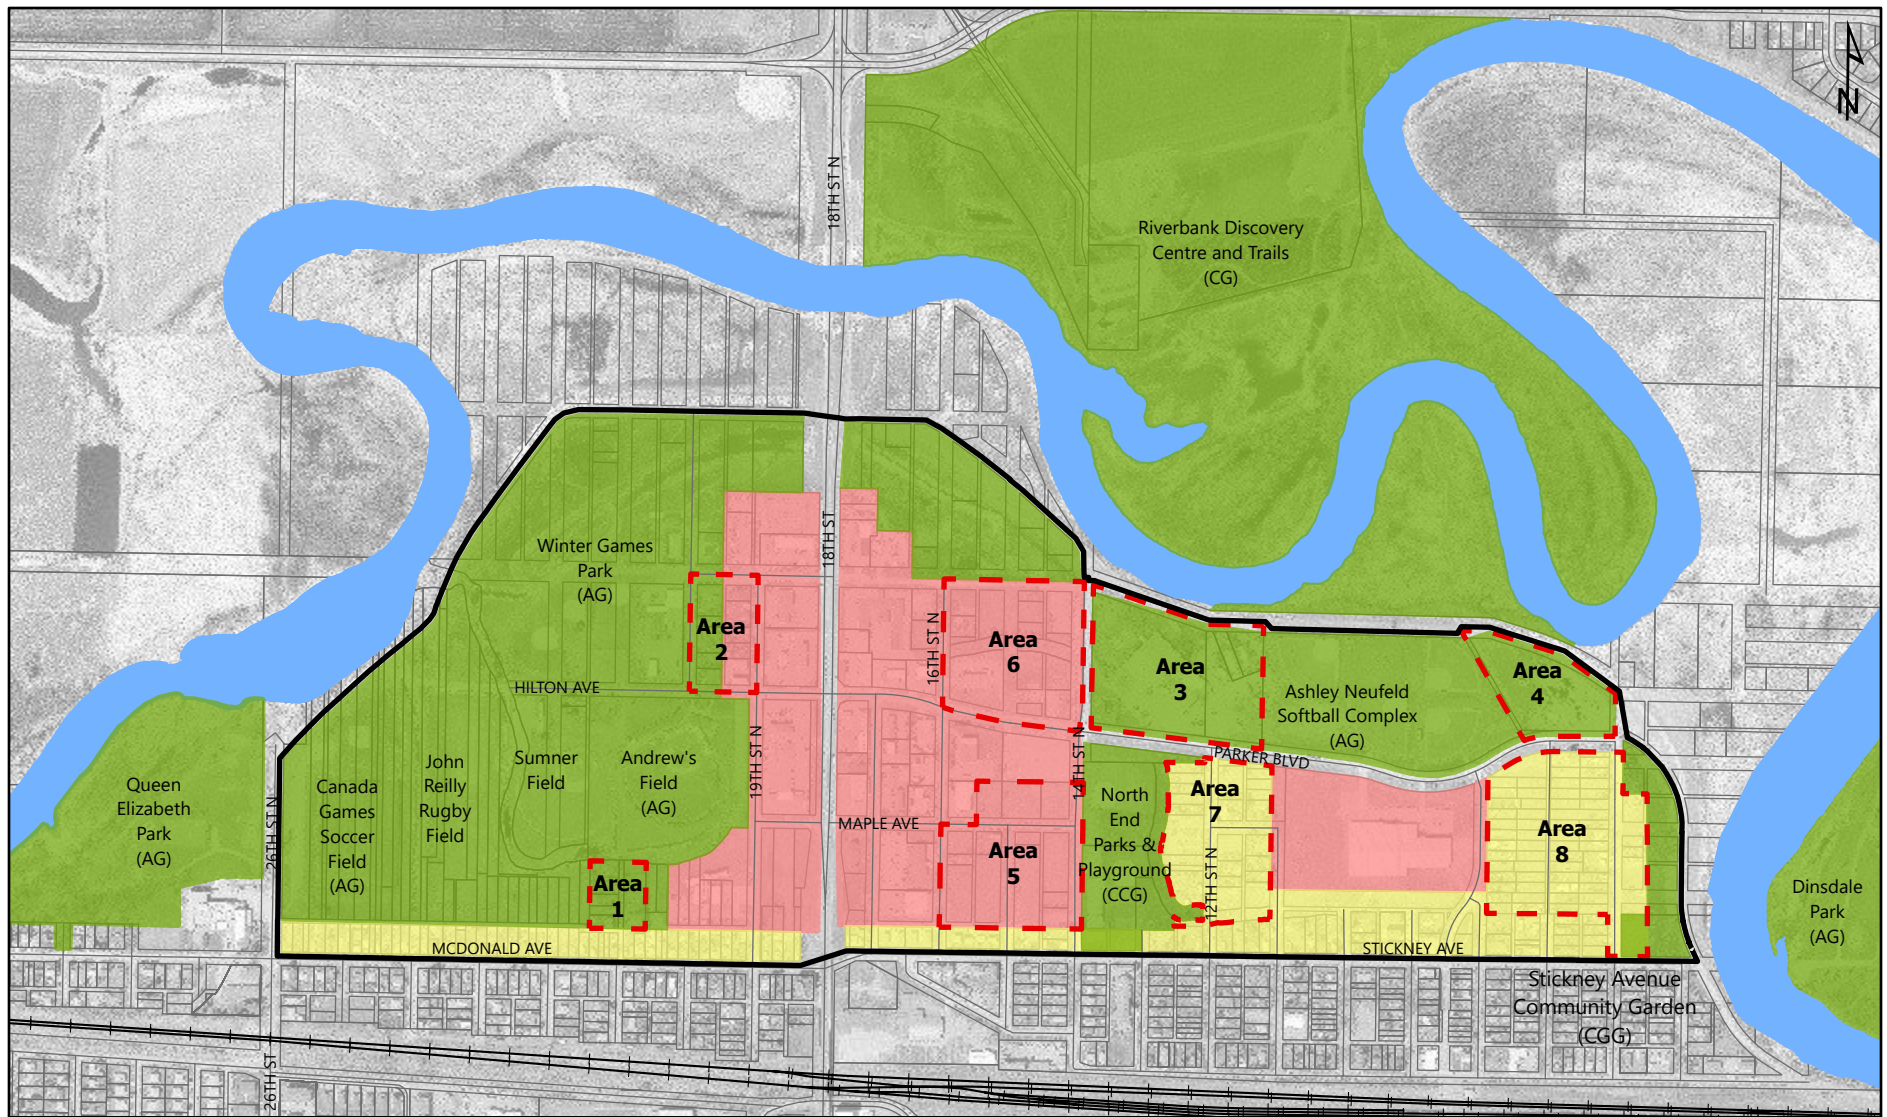 N
18TH ST N
Riverbank Discovery
Centre and Trails
(CG)
Winter Games
Park
(AG)
18TH ST
Area
2
16TH ST N
Area
6
Area
3
Area
4
HILTON AVE
Ashley Neufeld
Softball Complex
(AG)
PARKER BLVD
14TH ST N
19TH ST N
26TH ST N
Queen
Elizabeth
Park
(AG)
Canada
Games
Soccer
Field
(AG)
John
Reilly
Rugby
Field
Sumner
Field
Andrew's
Field
(AG)
MAPLE AVE
North
End
Parks &
Playground
(CCG)
Area
7
12TH ST N
Area
8
Area
5
Area
1
Dinsdale
Park
(AG)
MCDONALD AVE
STICKNEY AVE
Stickney Avenue
Community Garden
(CGG)
26TH ST